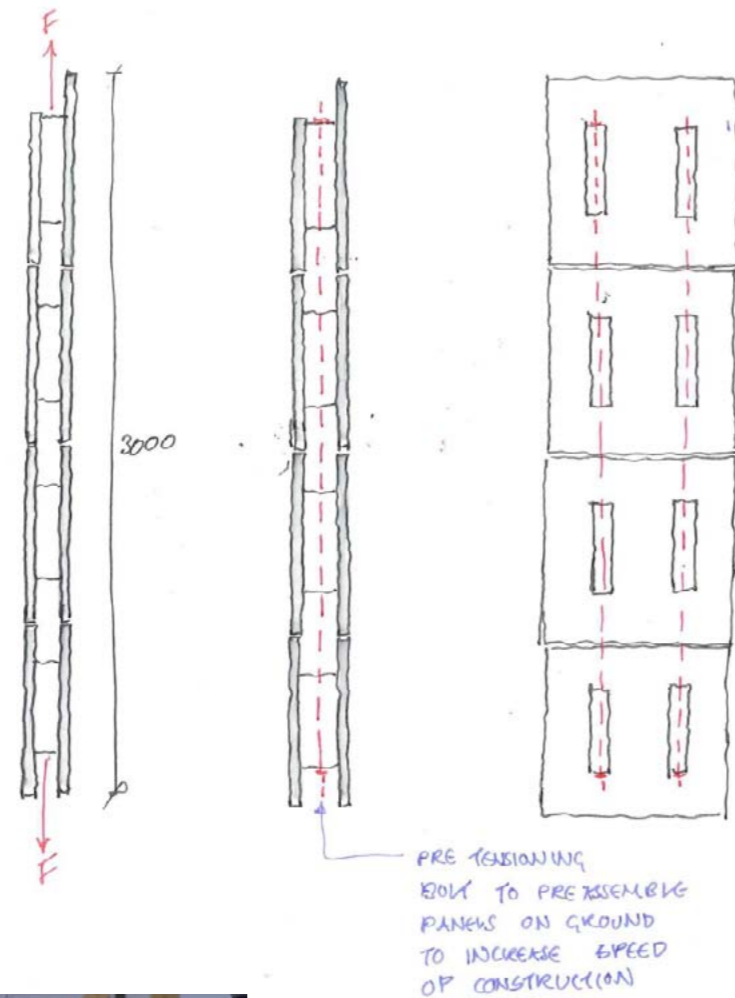 F
3000
F
PRE TENSIONING
BOLT TO PREASSEMBLE
PANELS ON GROUND
TO INCREASE SPEED
OF CONSTRUCTION